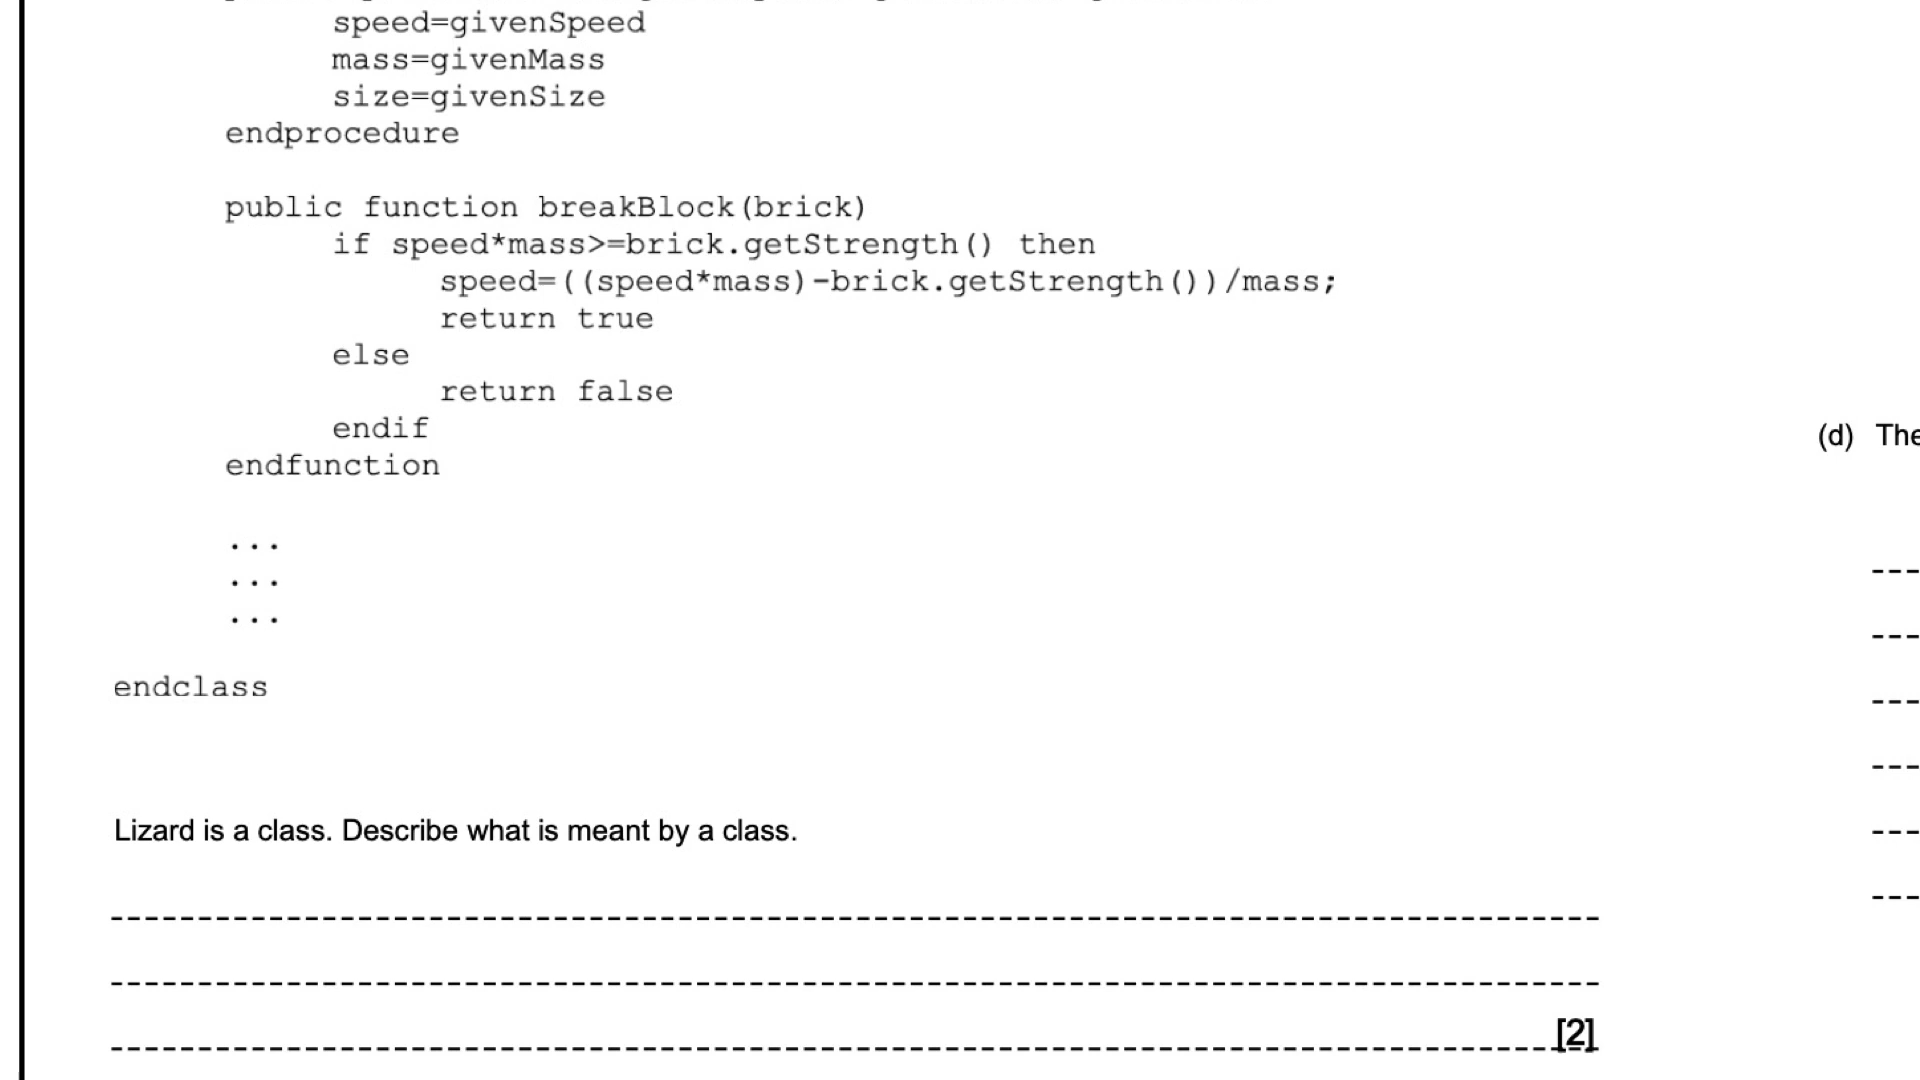 speed=givenSpeed
mass=givenMass
size=givenSize
endprocedure
public function breakBlock(brick)
if speed*mass>=brick.getStrength() then
speed=((speed*mass)-brick.getStrength())/mass;
return true
else
return false
endif
endfunction
...
...
...
endclass
Lizard is a class. Describe what is meant by a class.
[2]
(d) The